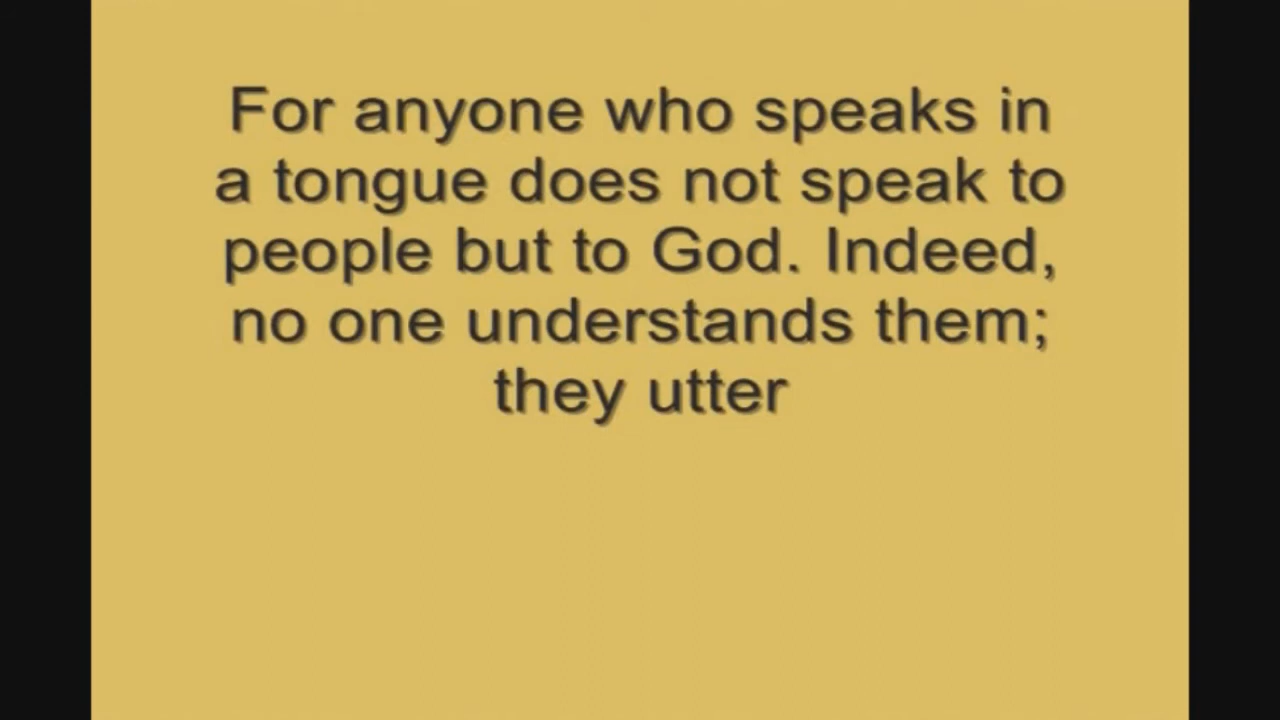 For anyone who speaks in
a tongue does not speak to
people but to God. Indeed,
no one understands them;
they utter